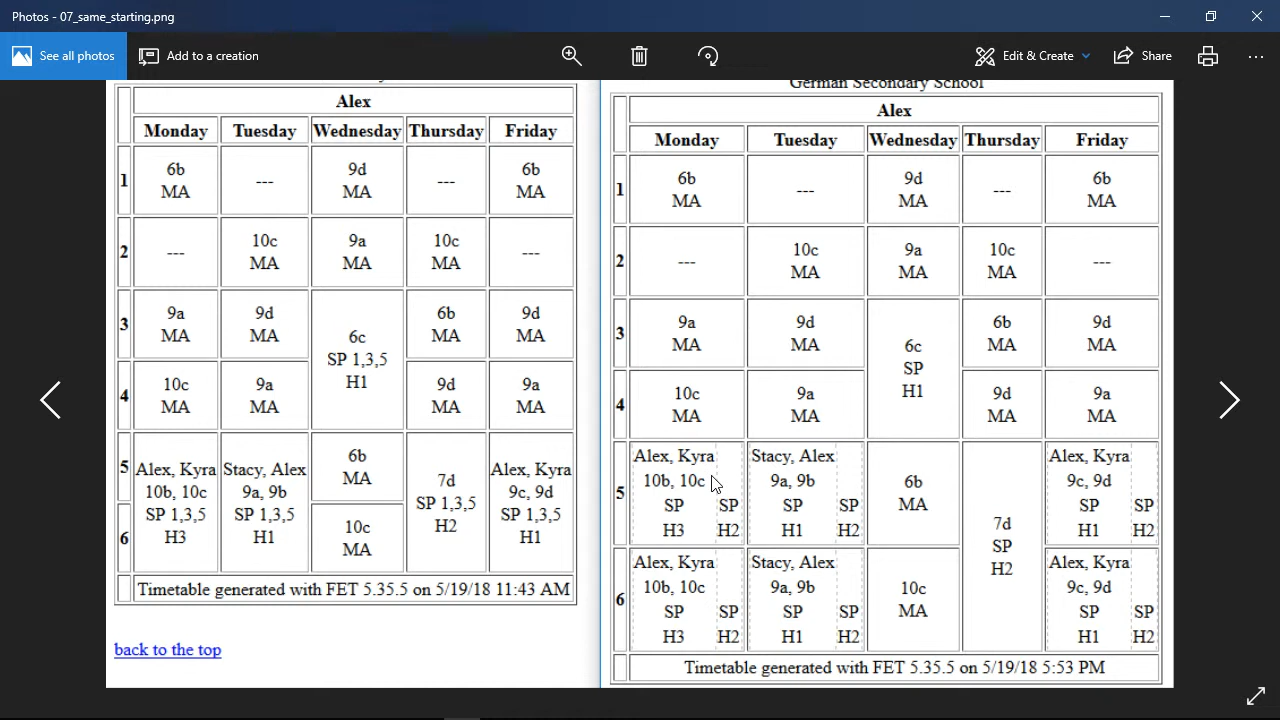 Photos - 07_same_starting.png
See all photos
Add to a creation
Edit & Create
Share
Alex
Monday Tuesday Wednesday Thursday Friday
1
6b
MA
---
9d
MA
---
6b
MA
2
---
10c
MA
9a
MA
10c
MA
---
3
9a
MA
9d
MA
6c
SP 1,3,5
H1
6b
MA
9d
MA
4
10c
MA
9a
MA
9d
MA
9a
MA
5
Alex, Kyra
10b, 10c
SP 1,3,5
H3
Stacy, Alex
9a, 9b
SP 1,3,5
H1
6b
MA
7d
SP 1,3,5
H2
Alex, Kyra
9c, 9d
SP 1,3,5
H1
6
10c
MA
Timetable generated with FET 5.35.5 on 5/19/18 11:43 AM
back to the top
German Secondary School
Alex
Monday Tuesday Wednesday Thursday Friday
1
6b
MA
---
9d
MA
---
6b
MA
2
---
10c
MA
9a
MA
10c
MA
---
3
9a
MA
9d
MA
6c
SP
H1
6b
MA
9d
MA
4
10c
MA
9a
MA
9d
MA
9a
MA
5
Alex, Kyra
10b, 10c
SP SP
H3 H2
Stacy, Alex
9a, 9b
SP SP
H1 H2
6b
MA
7d
SP
H2
Alex, Kyra
9c, 9d
SP SP
H1 H2
6
Alex, Kyra
10b, 10c
SP SP
H3 H2
Stacy, Alex
9a, 9b
SP SP
H1 H2
10c
MA
Alex, Kyra
9c, 9d
SP SP
H1 H2
Timetable generated with FET 5.35.5 on 5/19/18 5:53 PM